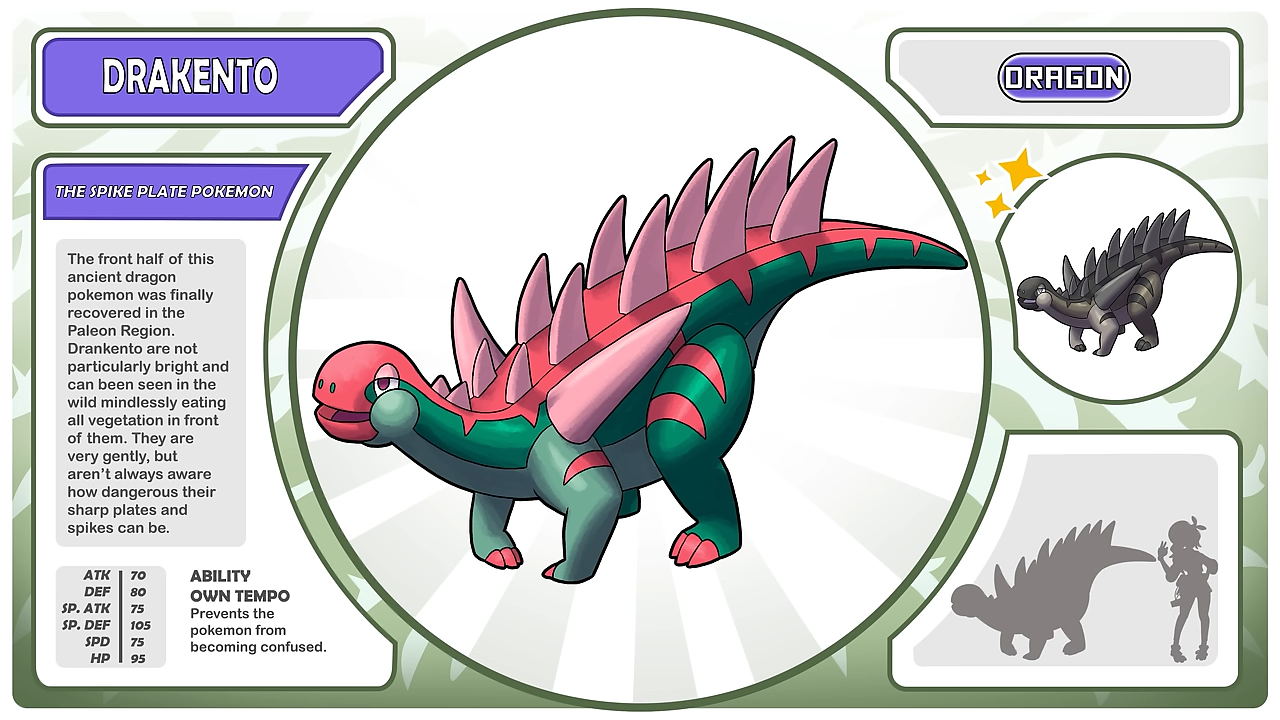 DRAKENTO
DRAGON
THE SPIKE PLATE POKEMON
The front half of this
ancient dragon
pokemon was finally
recovered in the
Paleon Region.
Drankento are not
particularly bright and
can been seen in the
wild mindlessly eating
all vegetation in front
of them. They are
very gently, but
aren't always aware
how dangerous their
sharp plates and
spikes can be.
ATK 70
DEF 80
SP. ATK 75
SP. DEF 105
SPD 75
HP 95
ABILITY
OWN TEMPO
Prevents the
pokemon from
becoming confused.